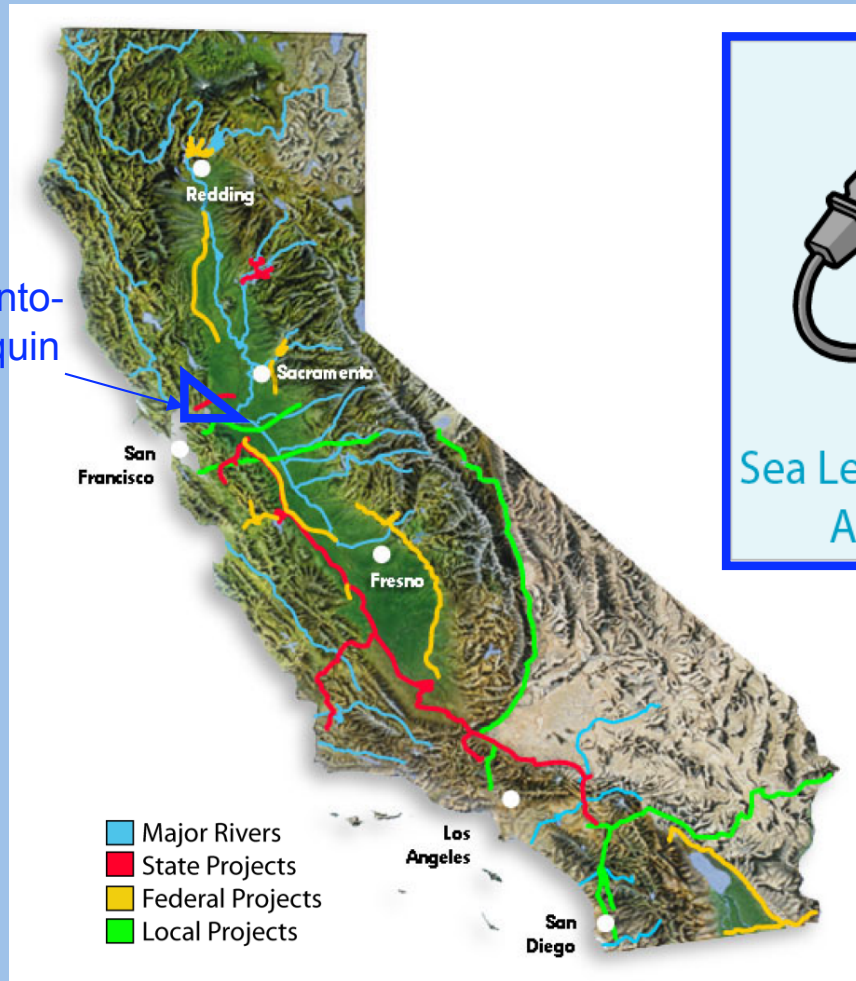 Redding
nto-
quin
Sacramento
San
Francisco
Fresno
Sea Le
A
Los
Angeles
San
Diego
Major Rivers
State Projects
Federal Projects
Local Projects